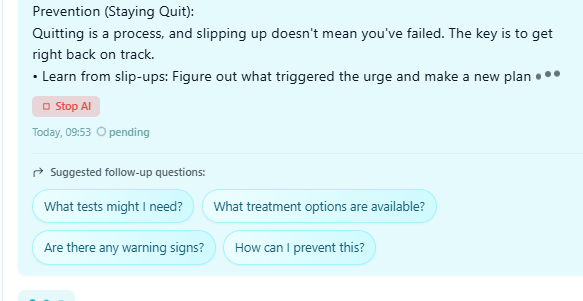 Prevention (Staying Quit):
Quitting is a process, and slipping up doesn't mean you've failed. The key is to get
right back on track.
• Learn from slip-ups: Figure out what triggered the urge and make a new plan
Stop AI
Today, 09:53 pending
Suggested follow-up questions:
What tests might I need? What treatment options are available?
Are there any warning signs? How can I prevent this?